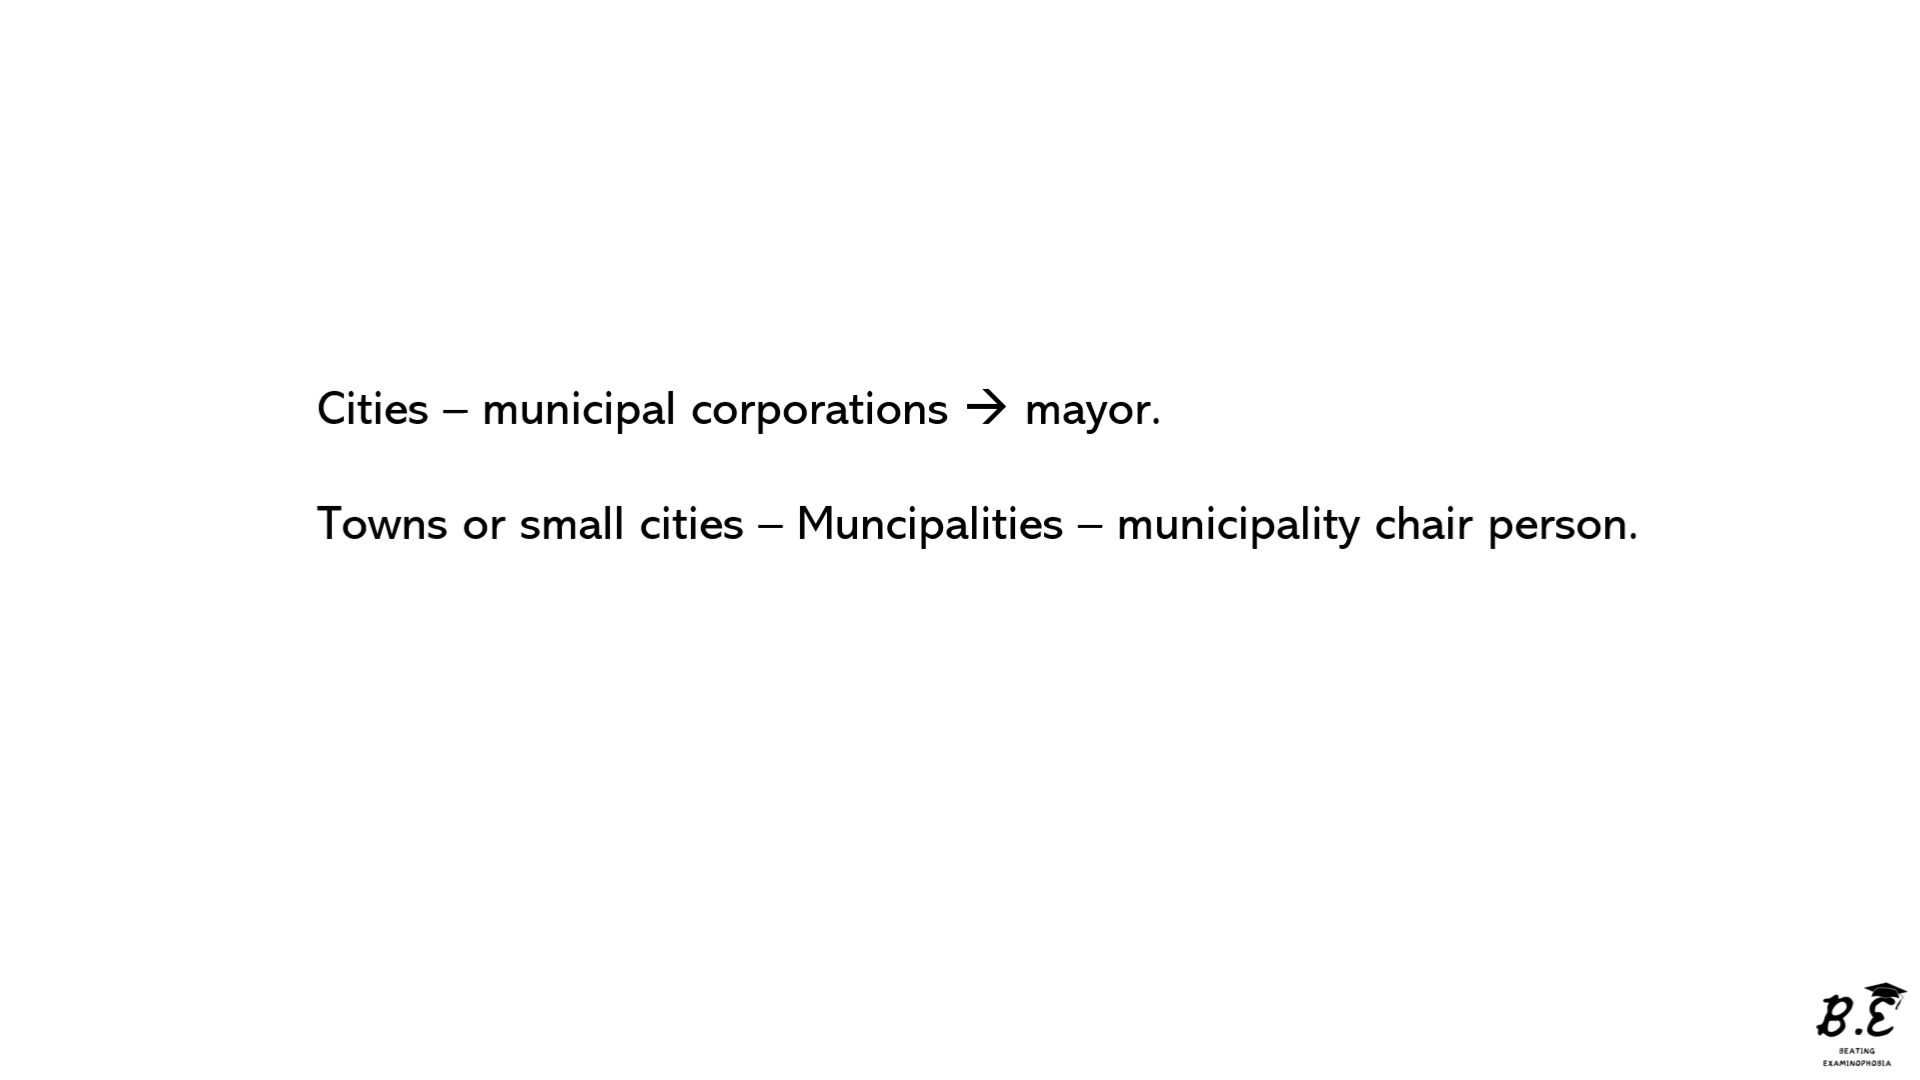 Cities – municipal corporations → mayor.
Towns or small cities – Muncipalities – municipality chair person.
B.E
BEATING
EXAMINOPHOBIA